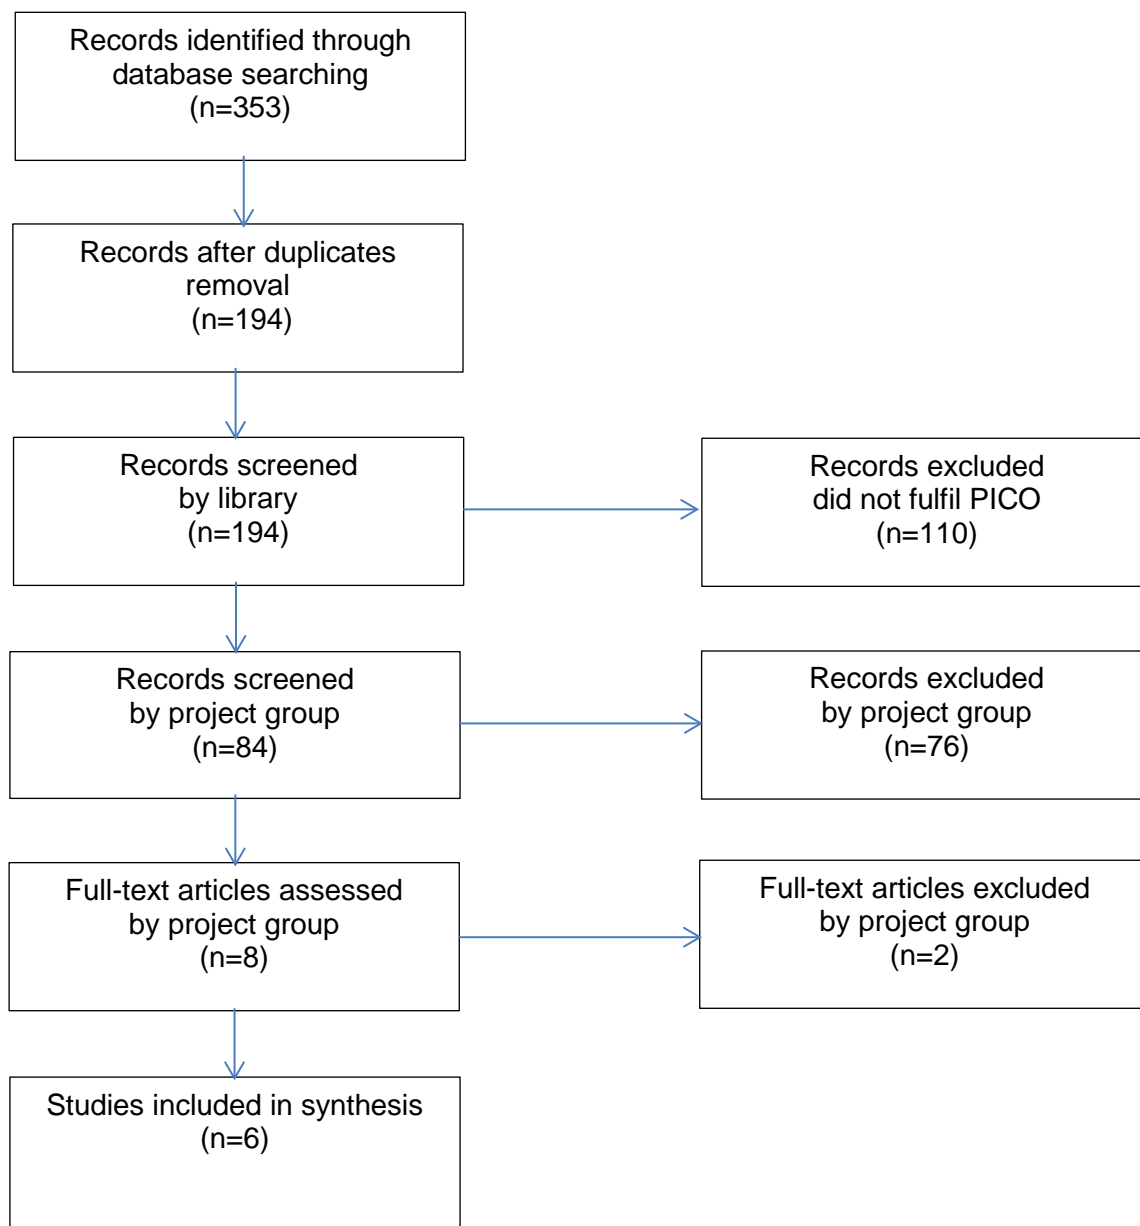 Records identified through
database searching
(n=353)
Records after duplicates
removal
(n=194)
Records screened
by library
(n=194)
Records excluded
did not fulfil PICO
(n=110)
Records screened
by project group
(n=84)
Records excluded
by project group
(n=76)
Full-text articles assessed
by project group
(n=8)
Full-text articles excluded
by project group
(n=2)
Studies included in synthesis
(n=6)